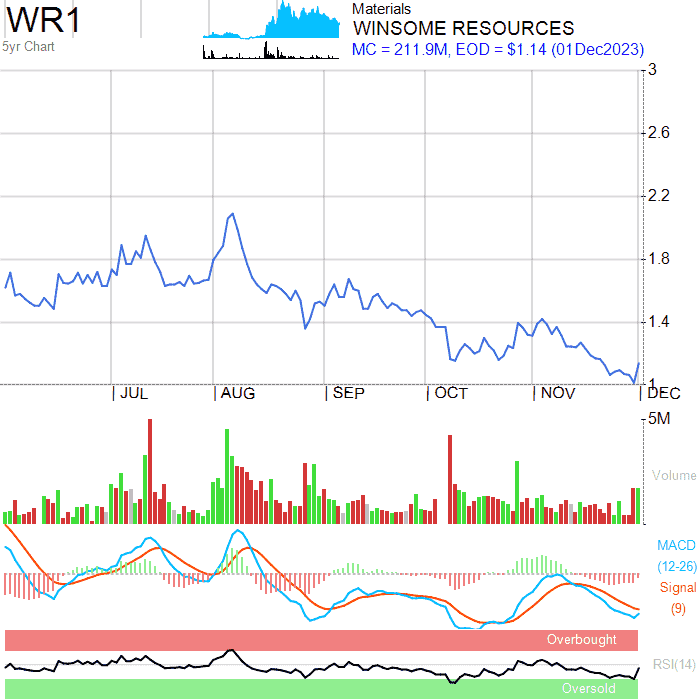 WR1
5yr Chart
Materials
WINSOME RESOURCES
MC = 211.9M, EOD = $1.14 (01Dec2023)
3
2.6
2.2
1.8
1.4
1
JUL AUG SEP OCT NOV DEC
5M
Volume
MACD
(12-26)
Signal
(9)
Overbought
RSI(14)
Oversold